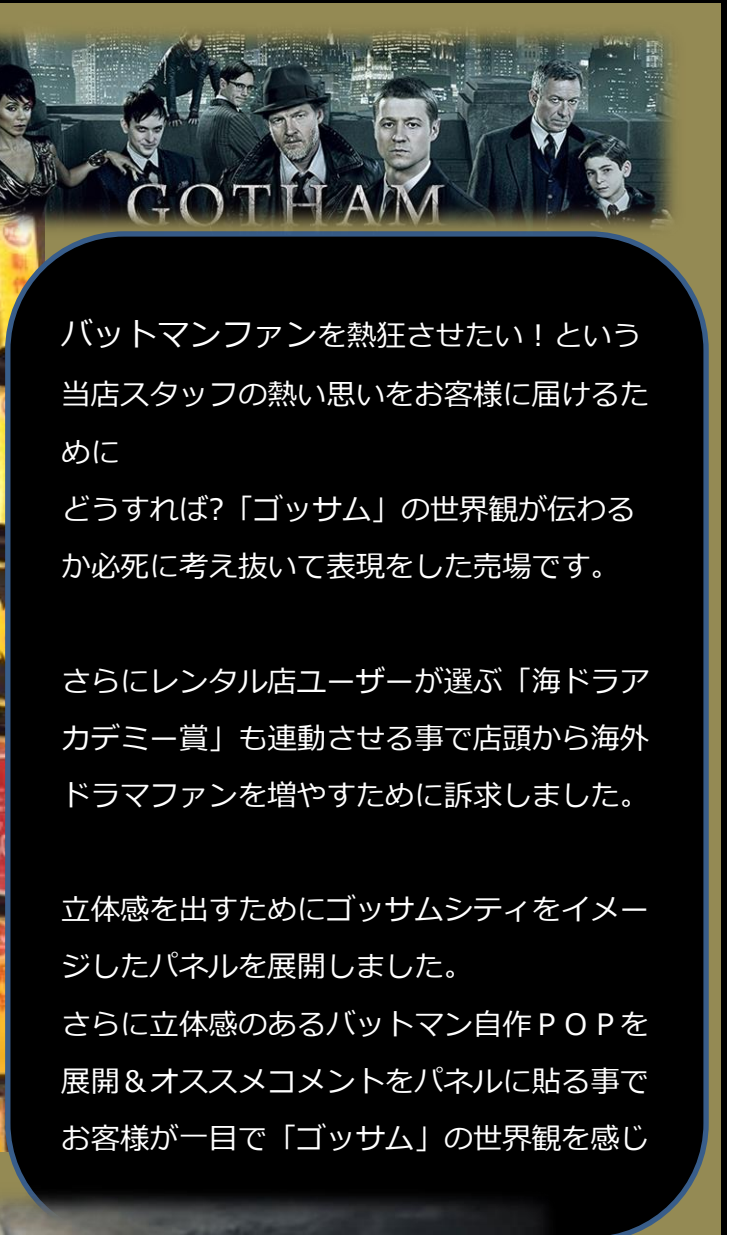 GOTHAM
バットマンファンを熱狂させたい！という
当店スタッフの熱い思いをお客様に届けるた
めに
どうすれば?「ゴッサム」の世界観が伝わる
か必死に考え抜いて表現をした売場です。
さらにレンタル店ユーザーが選ぶ「海ドラア
カデミー賞」も連動させる事で店頭から海外
ドラマファンを増やすために訴求しました。
立体感を出すためにゴッサムシティをイメー
ジしたパネルを展開しました。
さらに立体感のあるバットマン自作ＰＯＰを
展開＆オススメコメントをパネルに貼る事で
お客様が一目で「ゴッサム」の世界観を感じ